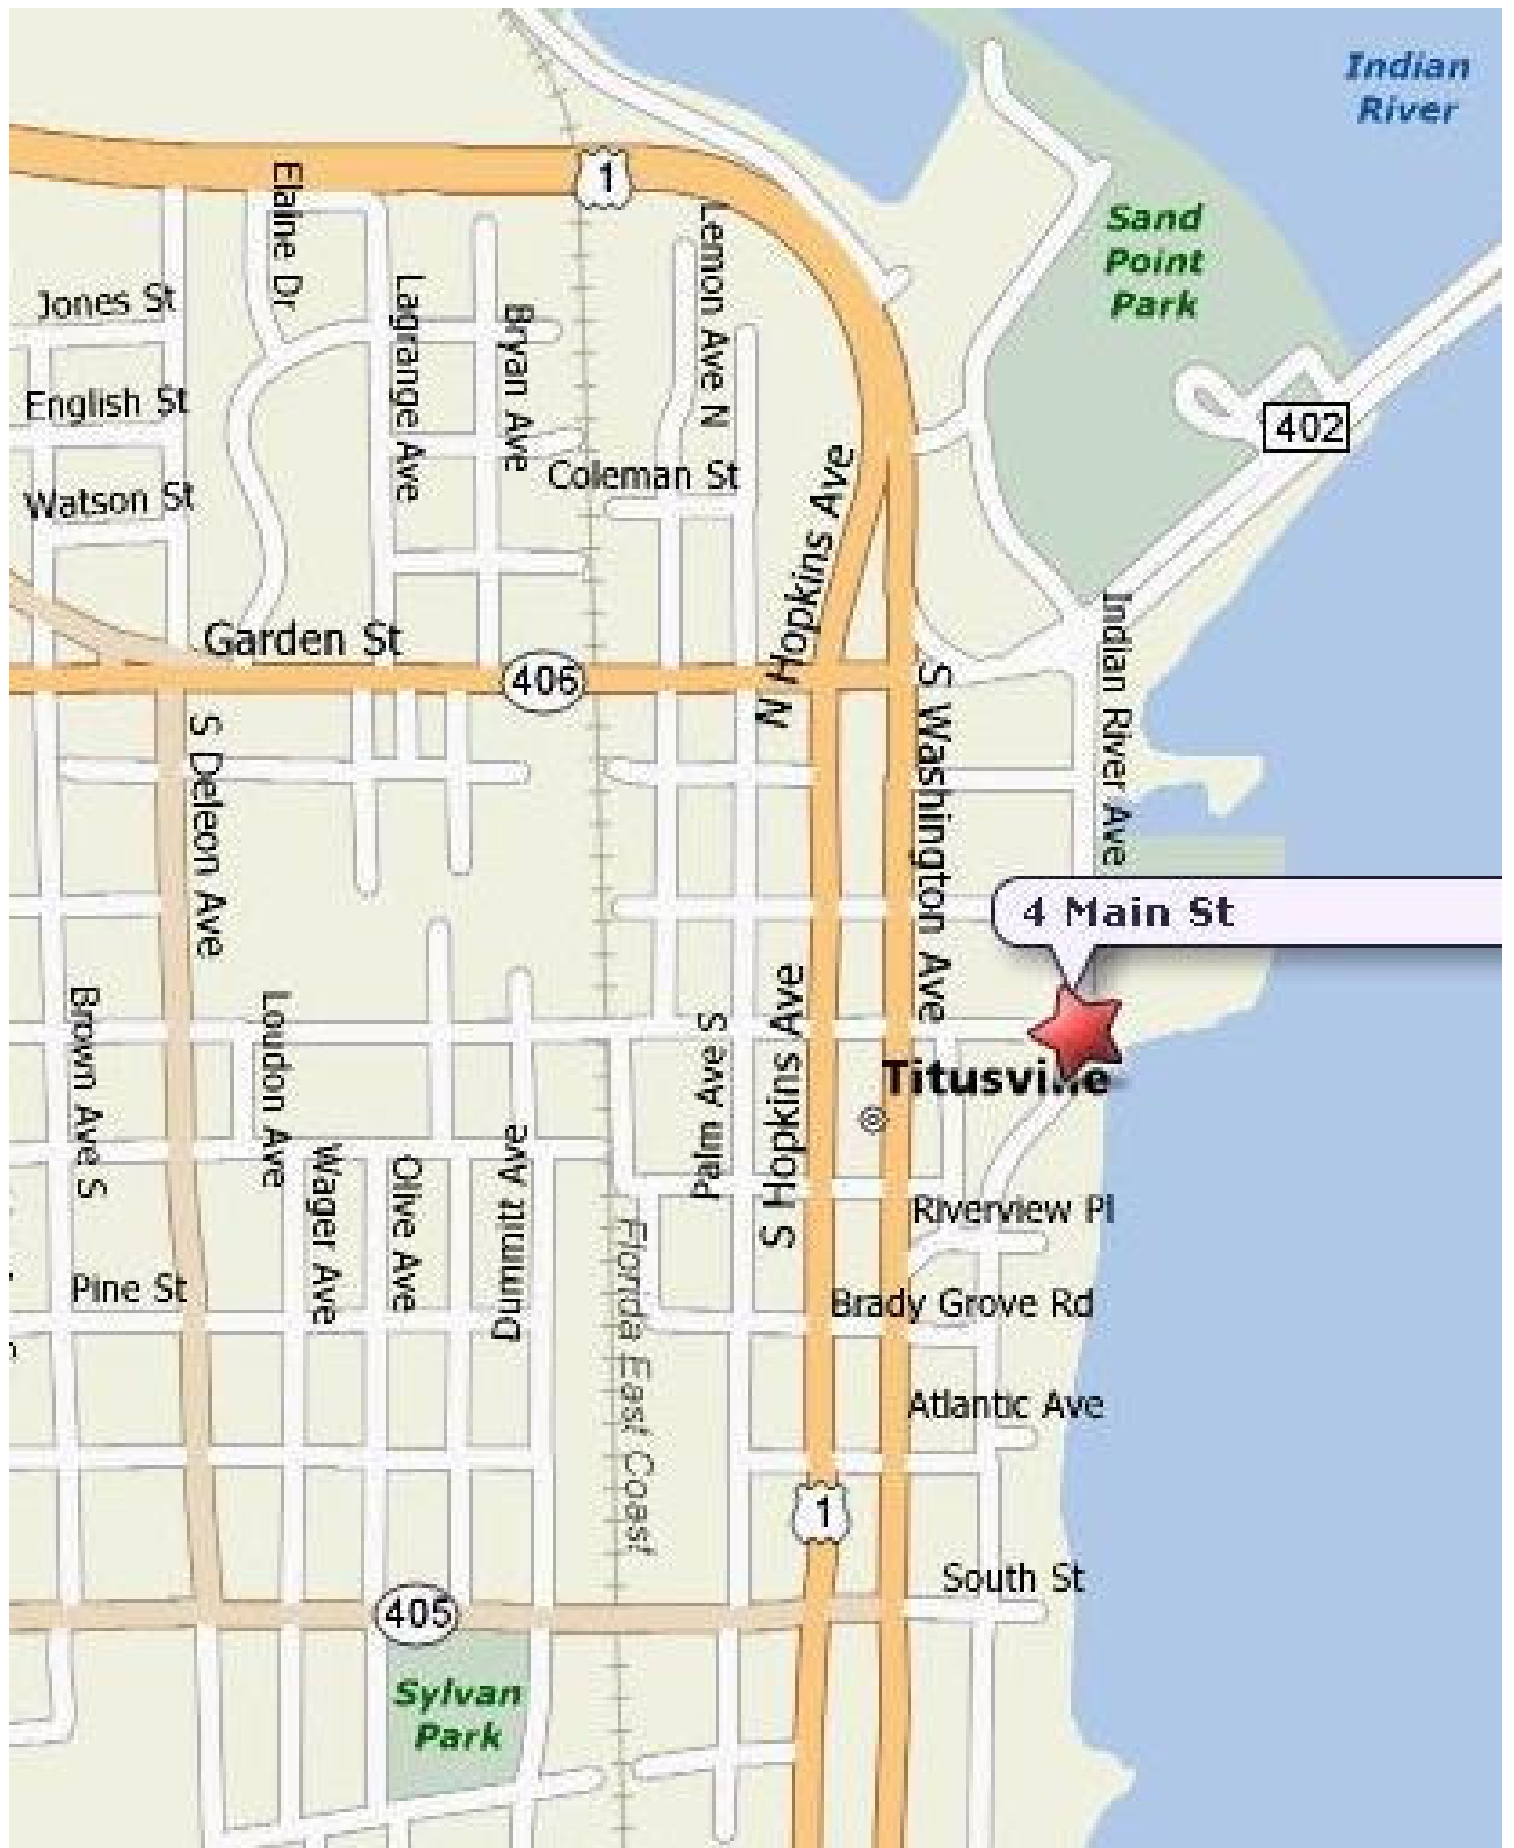 Indian
River
1
Elaine Dr
Sand
Point
Park
Lemon Ave N
Jones St
Lagrange Ave
Bryan Ave
English St
402
Coleman St
Watson St
N Hopkins Ave
Indian River Ave
Garden St
406
S Washington Ave
S Deleon Ave
4 Main St
Brown Ave S
Loudon Ave
Palm Ave S
S Hopkins Ave
Titusville
Wager Ave
Olive Ave
Dummitt Ave
Riverview Pl
Florida East Coast
Pine St
Brady Grove Rd
Atlantic Ave
1
South St
405
Sylvan
Park